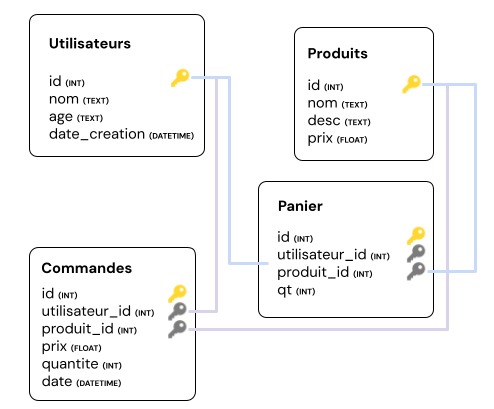 Utilisateurs
id (INT)
nom (TEXT)
age (TEXT)
date_creation (DATETIME)
Produits
id (INT)
nom (TEXT)
desc (TEXT)
prix (FLOAT)
Panier
id (INT)
utilisateur_id (INT)
produit_id (INT)
qt (INT)
Commandes
id (INT)
utilisateur_id (INT)
produit_id (INT)
prix (FLOAT)
quantite (INT)
date (DATETIME)